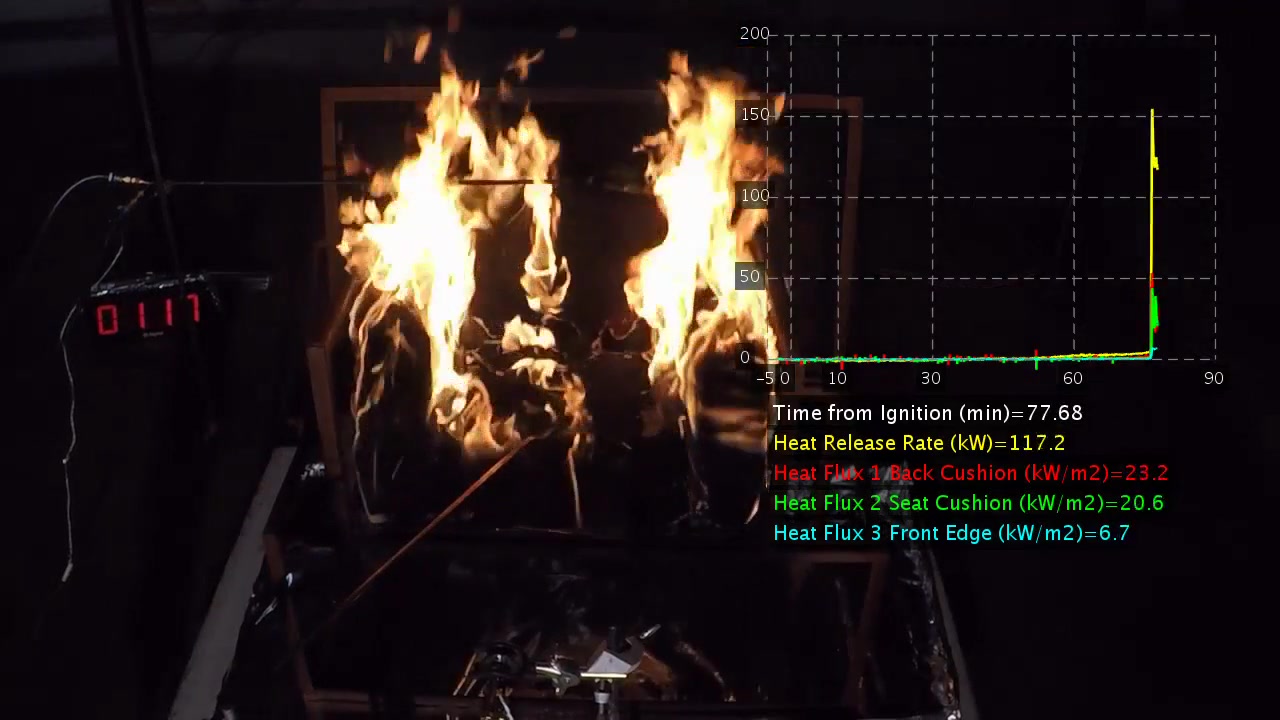 200
150
100
50
0
-5 0 10 30 60 90
01:17
Time from Ignition (min)=77.68
Heat Release Rate (kW)=117.2
Heat Flux 1 Back Cushion (kW/m2)=23.2
Heat Flux 2 Seat Cushion (kW/m2)=20.6
Heat Flux 3 Front Edge (kW/m2)=6.7